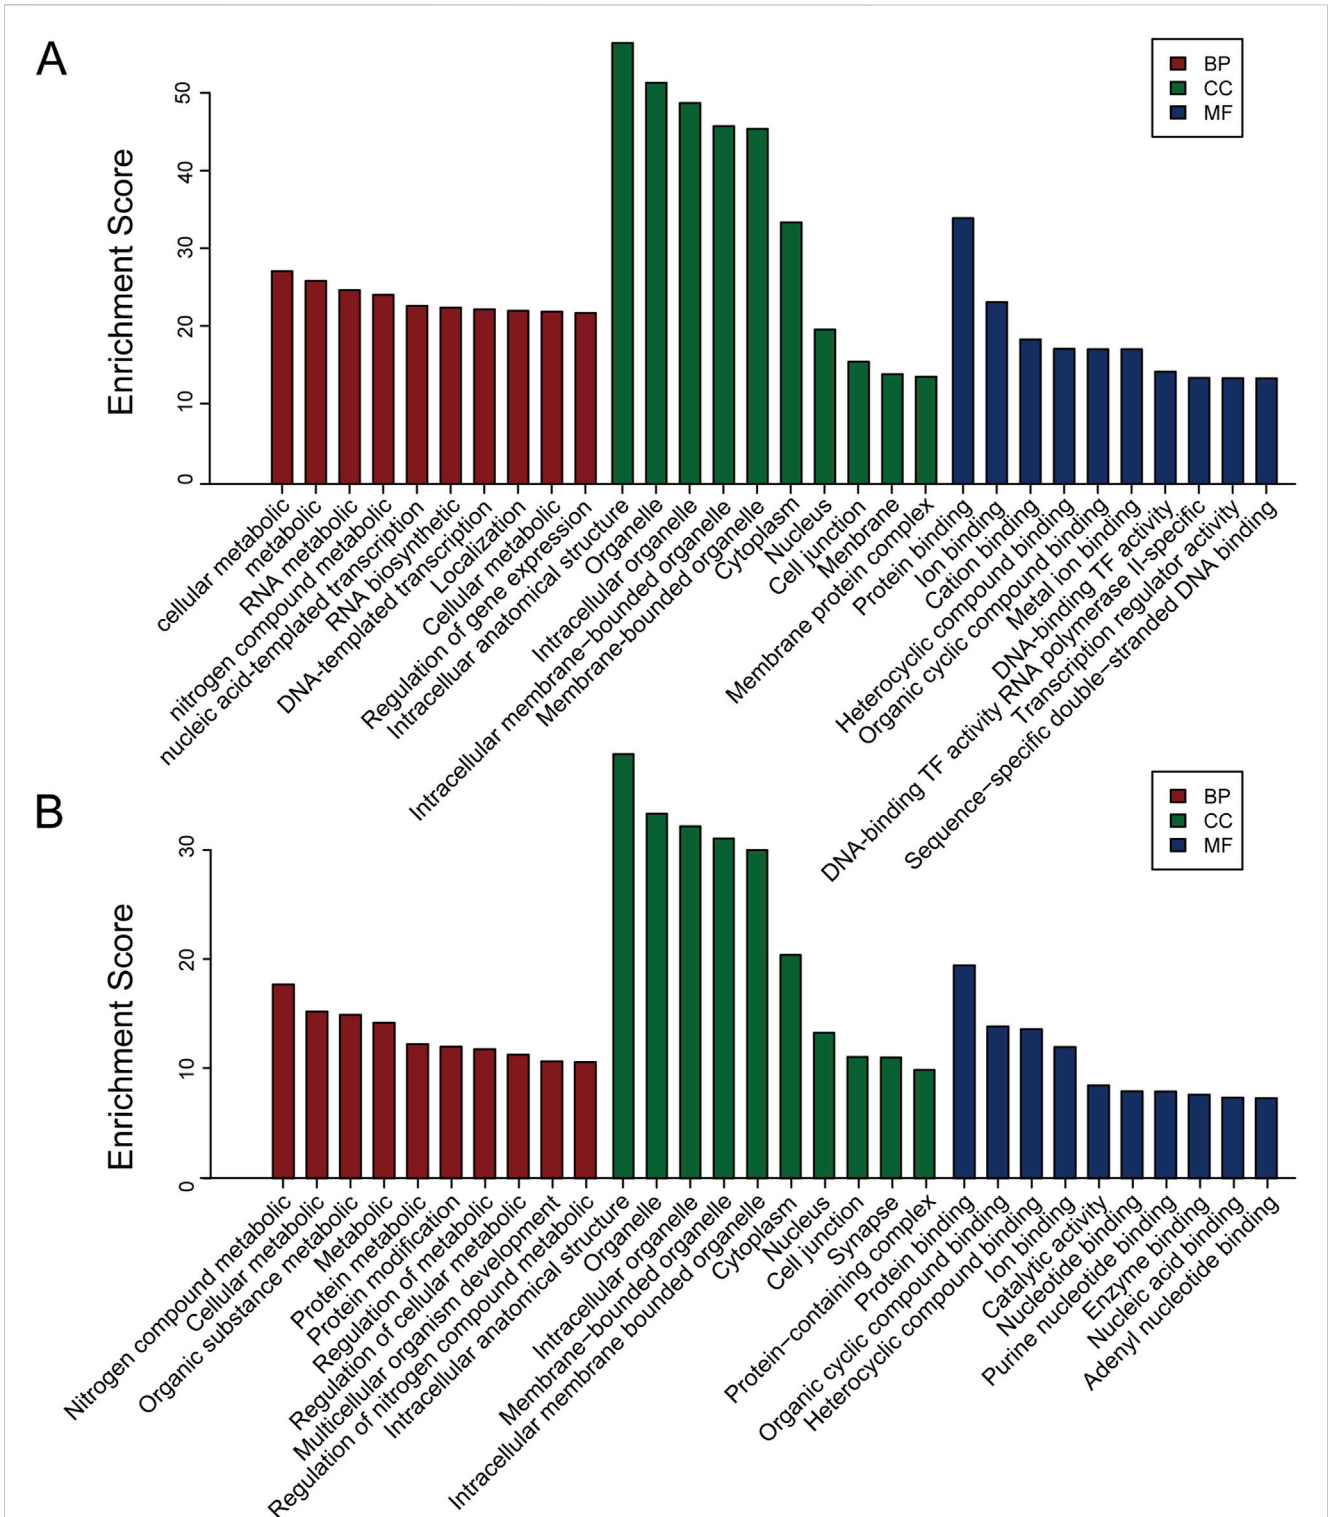 A
BP
CC
MF
Enrichment Score
50
40
30
20
10
0
cellular metabolic
metabolic
RNA metabolic
nitrogen compound metabolic
nucleic acid-templated transcription
RNA biosynthetic
DNA-templated transcription
Localization
Cellular metabolic
Regulation of gene expression
Intracelluar anatomical structure
Organelle
Intracellular organelle
Intracellular membrane−bounded organelle
Membrane-bounded organelle
Cytoplasm
Nucleus
Cell junction
Menbrane
Membrane protein complex
Protein binding
Ion binding
Cation binding
Heterocyclic compound binding
Organic cyclic compound binding
Metal ion binding
DNA-binding TF activity
DNA-binding TF activity RNA polymerase II-specific
Transcription regulator activity
Sequence−specific double−stranded DNA binding
B
BP
CC
MF
Enrichment Score
30
20
10
0
Nitrogen compound metabolic
Cellular metabolic
Organic substance metabolic
Metabolic
Protein metabolic
Protein modification
Regulation of metabolic
Regulation of cellular metabolic
Multicellular organism development
Regulation of nitrogen compound metabolic
Intracellular anatomical structure
Organelle
Intracellular organelle
Membrane−bounded organelle
Intracellular membrane bounded organelle
Cytoplasm
Nucleus
Cell junction
Synapse
Protein−containing complex
Protein binding
Organic cyclic compound binding
Heterocyclic compound binding
Ion binding
Catalytic activity
Nucleotide binding
Purine nucleotide binding
Enzyme binding
Nucleic acid binding
Adenyl nucleotide binding